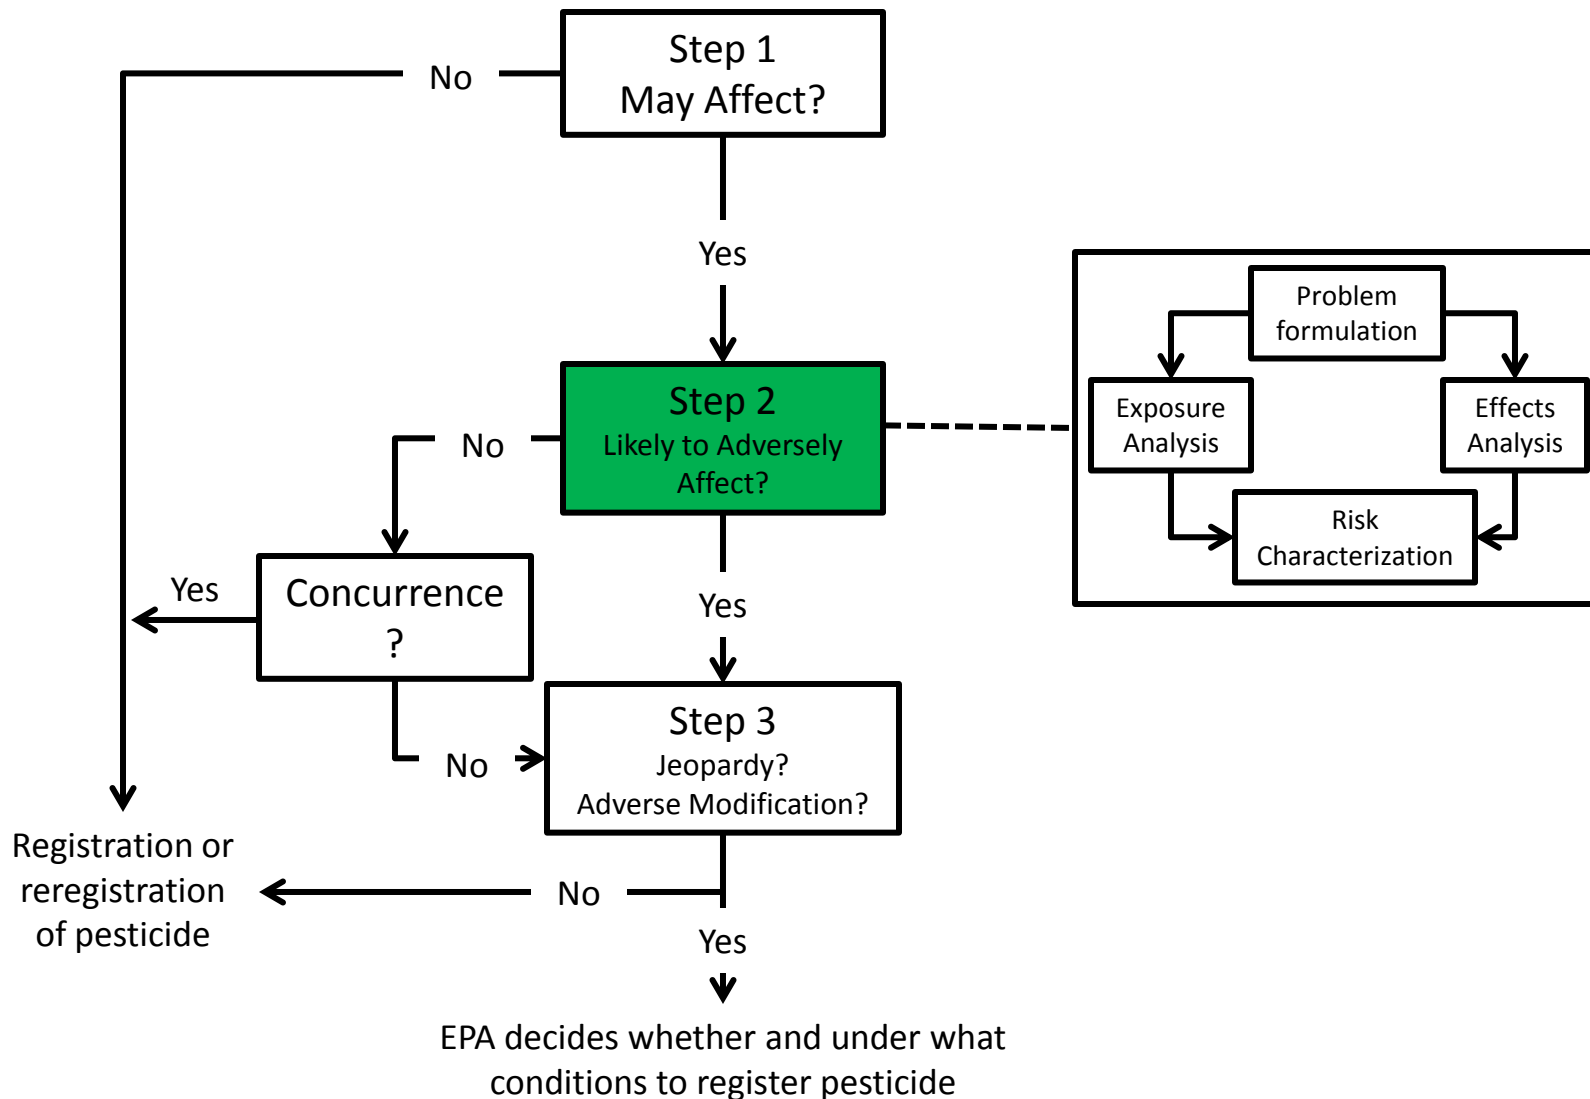 Step 1
May Affect?
No
Yes
Problem
formulation
Exposure
Analysis
Effects
Analysis
Risk
Characterization
Step 2
Likely to Adversely
Affect?
No
Yes
Concurrence
?
Yes
No
Step 3
Jeopardy?
Adverse Modification?
Registration or
reregistration
of pesticide
No
Yes
EPA decides whether and under what
conditions to register pesticide